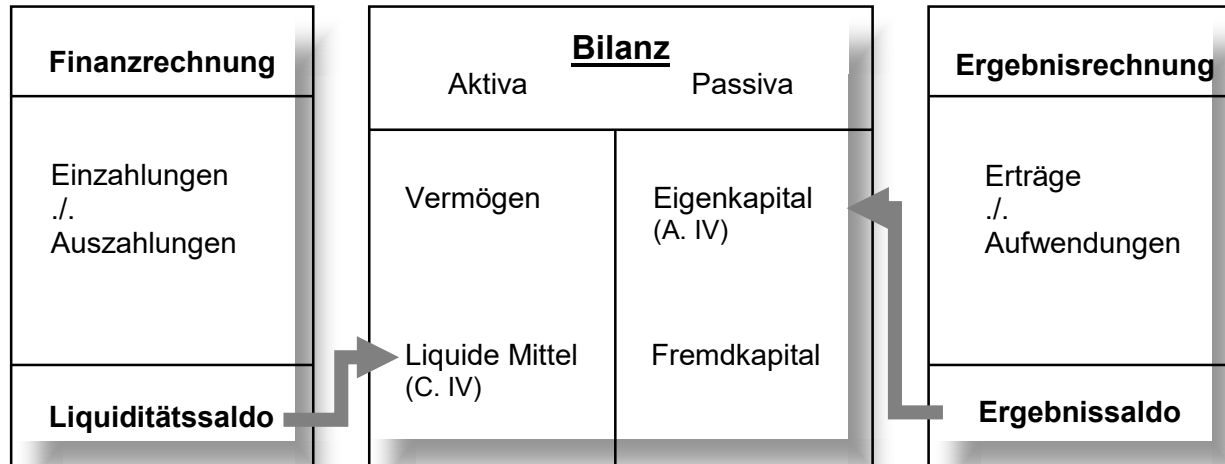 Finanzrechnung
Einzahlungen
./.
Auszahlungen
Liquiditätssaldo
Bilanz
Aktiva Passiva
Vermögen Eigenkapital
(A. IV)
Liquide Mittel Fremdkapital
(C. IV)
Ergebnisrechnung
Erträge
./.
Aufwendungen
Ergebnissaldo